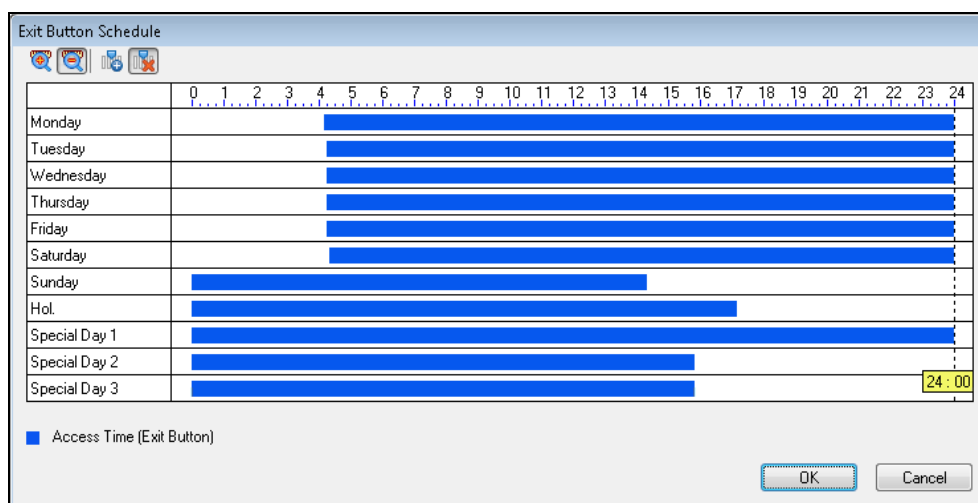 Exit Button Schedule
0 1 2 3 4 5 6 7 8 9 10 11 12 13 14 15 16 17 18 19 20 21 22 23 24
Monday
Tuesday
Wednesday
Thursday
Friday
Saturday
Sunday
Hol.
Special Day 1
Special Day 2
Special Day 3
24 : 00
Access Time (Exit Button)
OK Cancel